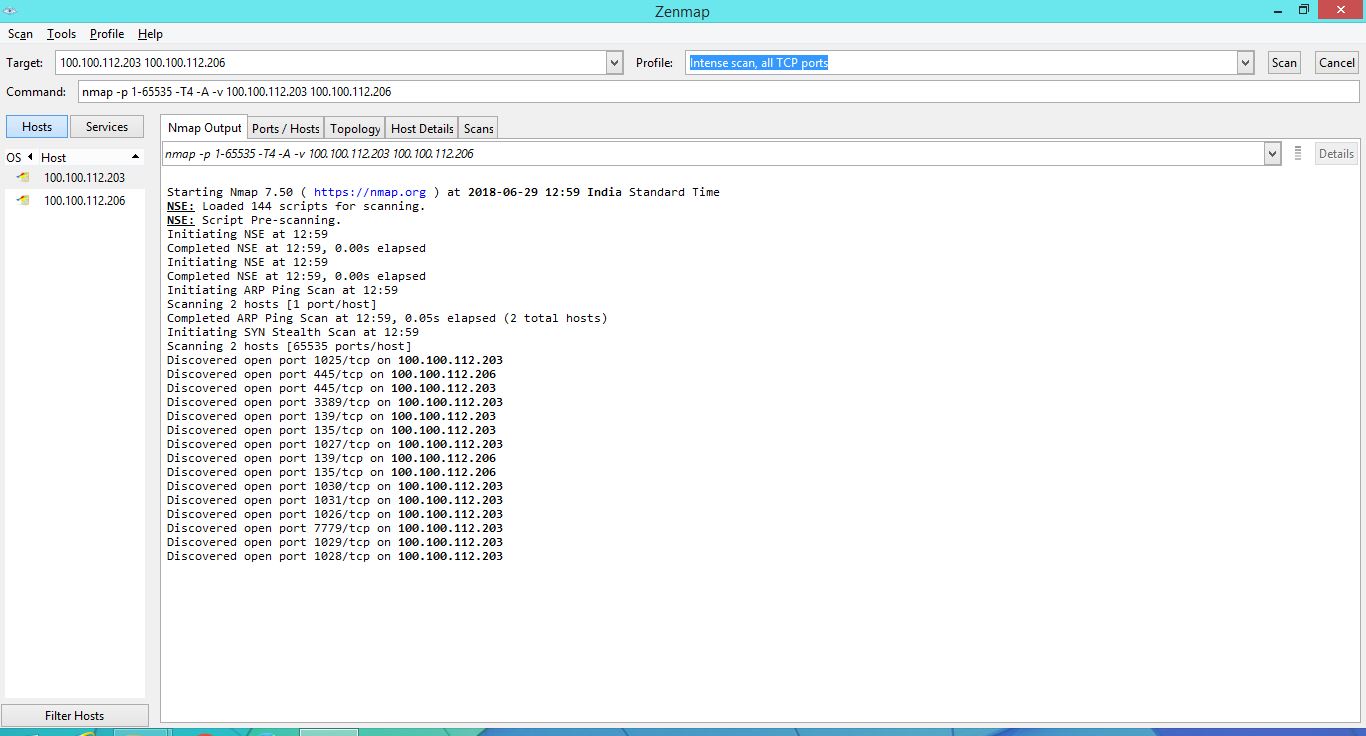 Zenmap
Scan Tools Profile Help
Target: 100.100.112.203 100.100.112.206 Profile: Intense scan, all TCP ports Scan Cancel
Command: nmap -p 1-65535 -T4 -A -v 100.100.112.203 100.100.112.206
Hosts Services Nmap Output Ports / Hosts Topology Host Details Scans
OS Host
100.100.112.203
100.100.112.206
nmap -p 1-65535 -T4 -A -v 100.100.112.203 100.100.112.206 Details
Starting Nmap 7.50 ( https://nmap.org ) at 2018-06-29 12:59 India Standard Time
NSE: Loaded 144 scripts for scanning.
NSE: Script Pre-scanning.
Initiating NSE at 12:59
Completed NSE at 12:59, 0.00s elapsed
Initiating NSE at 12:59
Completed NSE at 12:59, 0.00s elapsed
Initiating ARP Ping Scan at 12:59
Scanning 2 hosts [1 port/host]
Completed ARP Ping Scan at 12:59, 0.05s elapsed (2 total hosts)
Initiating SYN Stealth Scan at 12:59
Scanning 2 hosts [65535 ports/host]
Discovered open port 1025/tcp on 100.100.112.203
Discovered open port 445/tcp on 100.100.112.206
Discovered open port 445/tcp on 100.100.112.203
Discovered open port 3389/tcp on 100.100.112.203
Discovered open port 139/tcp on 100.100.112.203
Discovered open port 135/tcp on 100.100.112.203
Discovered open port 1027/tcp on 100.100.112.203
Discovered open port 139/tcp on 100.100.112.206
Discovered open port 135/tcp on 100.100.112.206
Discovered open port 1030/tcp on 100.100.112.203
Discovered open port 1031/tcp on 100.100.112.203
Discovered open port 1026/tcp on 100.100.112.203
Discovered open port 7779/tcp on 100.100.112.203
Discovered open port 1029/tcp on 100.100.112.203
Discovered open port 1028/tcp on 100.100.112.203
Filter Hosts